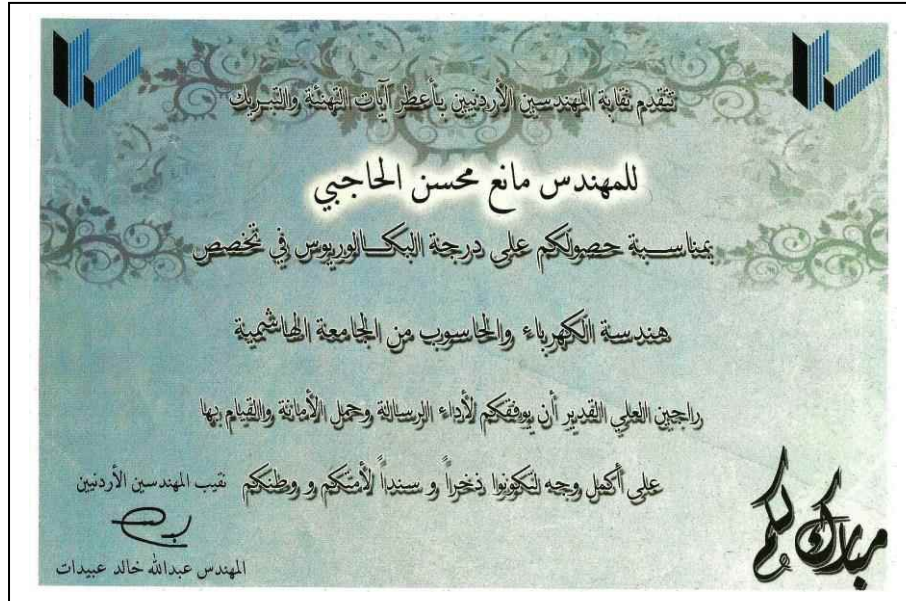 تتقدم نقابة المهندسين الأردنيين بأعطر آيات التهنئة والتبريك
للمهندس مانع محسن الحاجبي
بمناسبة حصولكم على درجة البكالوريوس في تخصص
هندسة الكهرباء والحاسوب من الجامعة الهاشمية
راجين العلي القدير أن يوفقكم لأداء الرسالة وحمل الأمانة والقيام بها
على أكمل وجه لتكونوا ذخراً و سنداً لأمتكم و وطنكم
نقيب المهندسين الأردنيين
المهندس عبدالله خالد عبيدات
مبارك لكم